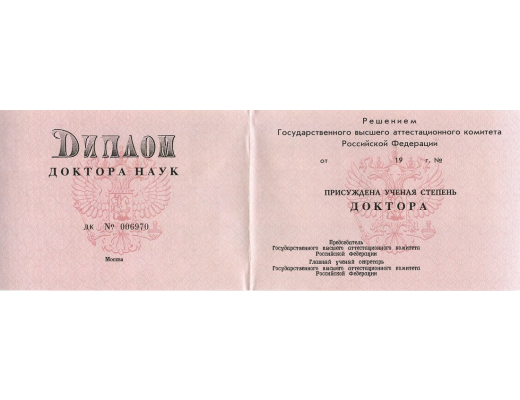 Диплом
ДОКТОРА НАУК
ДК № 006970
Москва
Решением
Государственного высшего аттестационного комитета
Российской Федерации
от 19 г. №
ПРИСУЖДЕНА УЧЕНАЯ СТЕПЕНЬ
ДОКТОРА
Председатель
Государственного высшего аттестационного комитета
Российской Федерации
Главный ученый секретарь
Государственного высшего аттестационного комитета
Российской Федерации